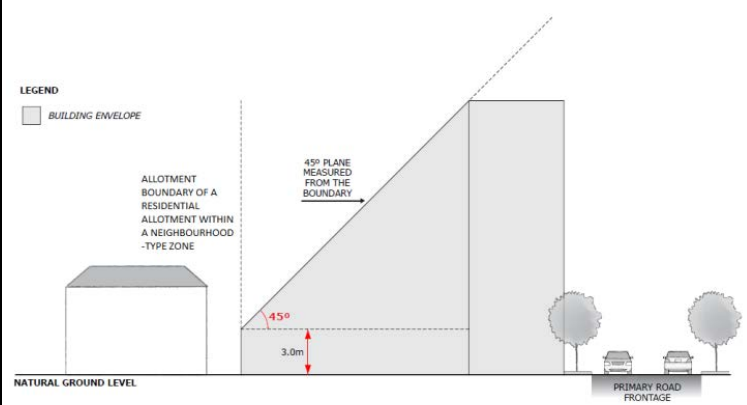 LEGEND
BUILDING ENVELOPE
ALLOTMENT
BOUNDARY OF A
RESIDENTIAL
ALLOTMENT WITHIN
A NEIGHBOURHOOD
-TYPE ZONE
45º PLANE
MEASURED
FROM THE
BOUNDARY
45º
3.0m
NATURAL GROUND LEVEL
PRIMARY ROAD
FRONTAGE